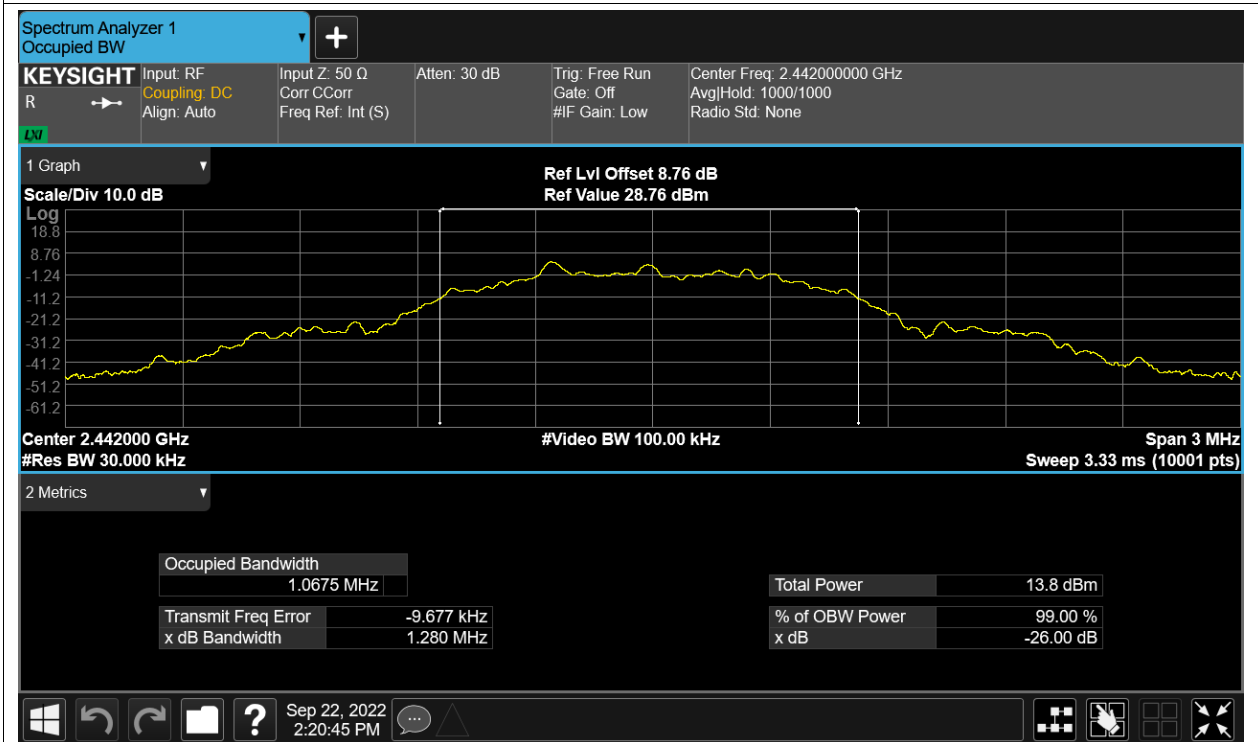 Spectrum Analyzer 1
Occupied BW
KEYSIGHT
R
LXI
Input: RF
Coupling: DC
Align: Auto
Input Z: 50 Ω
Corr CCorr
Freq Ref: Int (S)
Atten: 30 dB
Trig: Free Run
Gate: Off
#IF Gain: Low
Center Freq: 2.442000000 GHz
Avg|Hold: 1000/1000
Radio Std: None
1 Graph
Scale/Div 10.0 dB
Ref Lvl Offset 8.76 dB
Ref Value 28.76 dBm
Log
18.8
8.76
-1.24
-11.2
-21.2
-31.2
-41.2
-51.2
-61.2
Center 2.442000 GHz
#Video BW 100.00 kHz
Span 3 MHz
#Res BW 30.000 kHz
Sweep 3.33 ms (10001 pts)
2 Metrics
Occupied Bandwidth
1.0675 MHz
Total Power 13.8 dBm
Transmit Freq Error -9.677 kHz
% of OBW Power 99.00 %
x dB Bandwidth 1.280 MHz
x dB -26.00 dB
?
Sep 22, 2022
2:20:45 PM